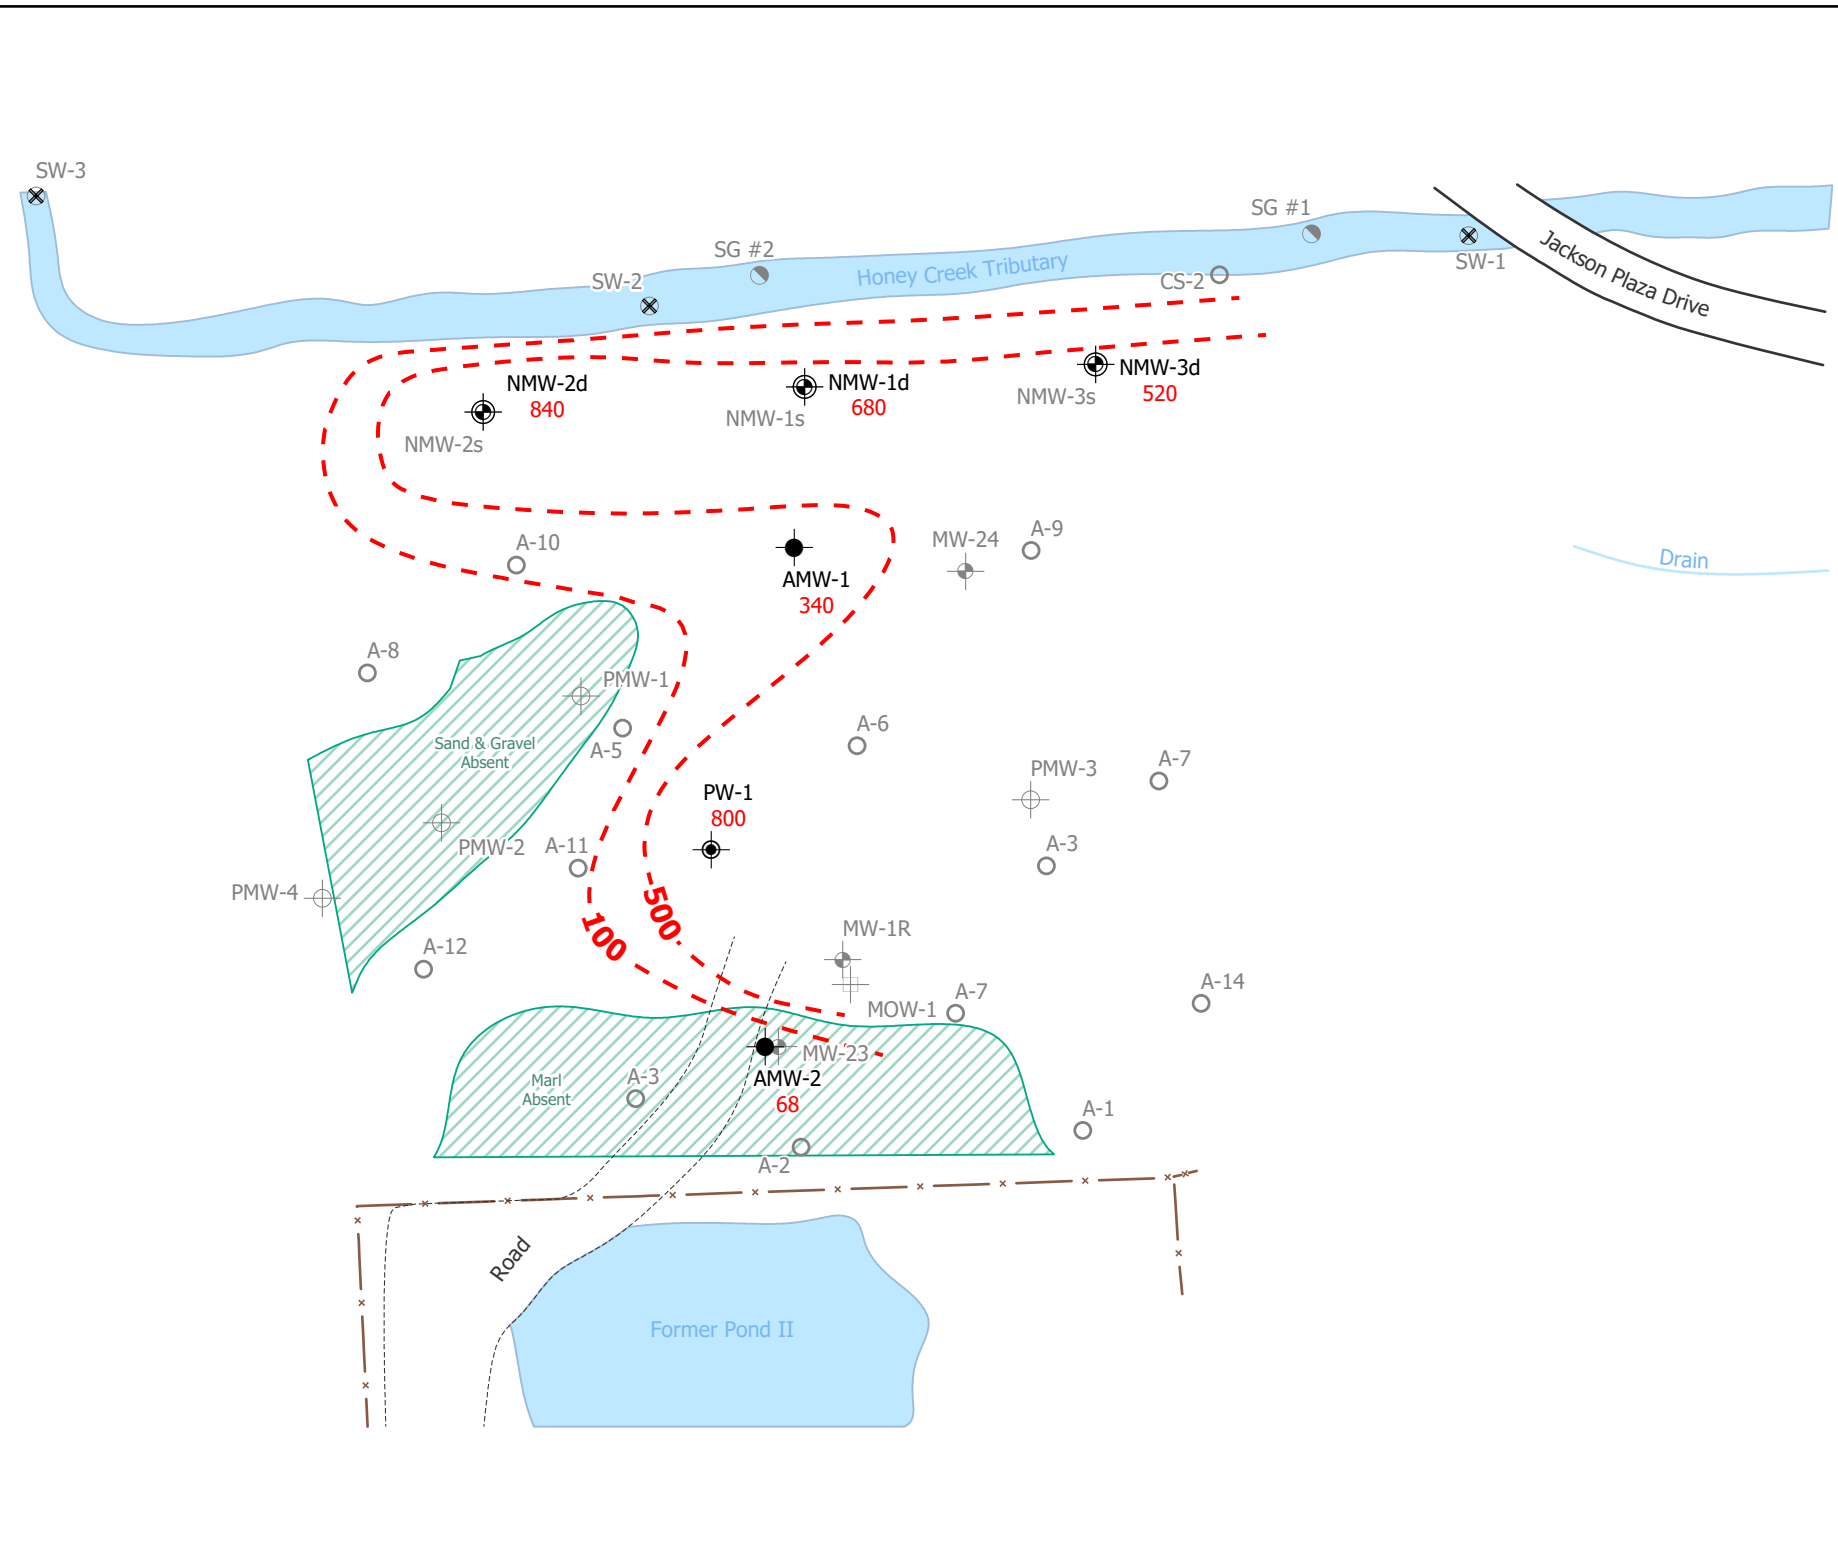 SW-3
SG #1
SG #2
Jackson Plaza Drive
SW-1
Honey Creek Tributary
SW-2
CS-2
NMW-2d
840
NMW-2s
NMW-1d
680
NMW-1s
NMW-3d
520
NMW-3s
A-10
MW-24
A-9
Drain
AMW-1
340
A-8
PMW-1
A-5
A-6
Sand & Gravel
Absent
PMW-3
A-7
PW-1
800
PMW-2
A-11
A-3
PMW-4
500
100
MW-1R
A-12
A-14
A-7
MOW-1
MW-23
AMW-2
68
A-3
Marl
Absent
A-1
A-2
Road
Former Pond II